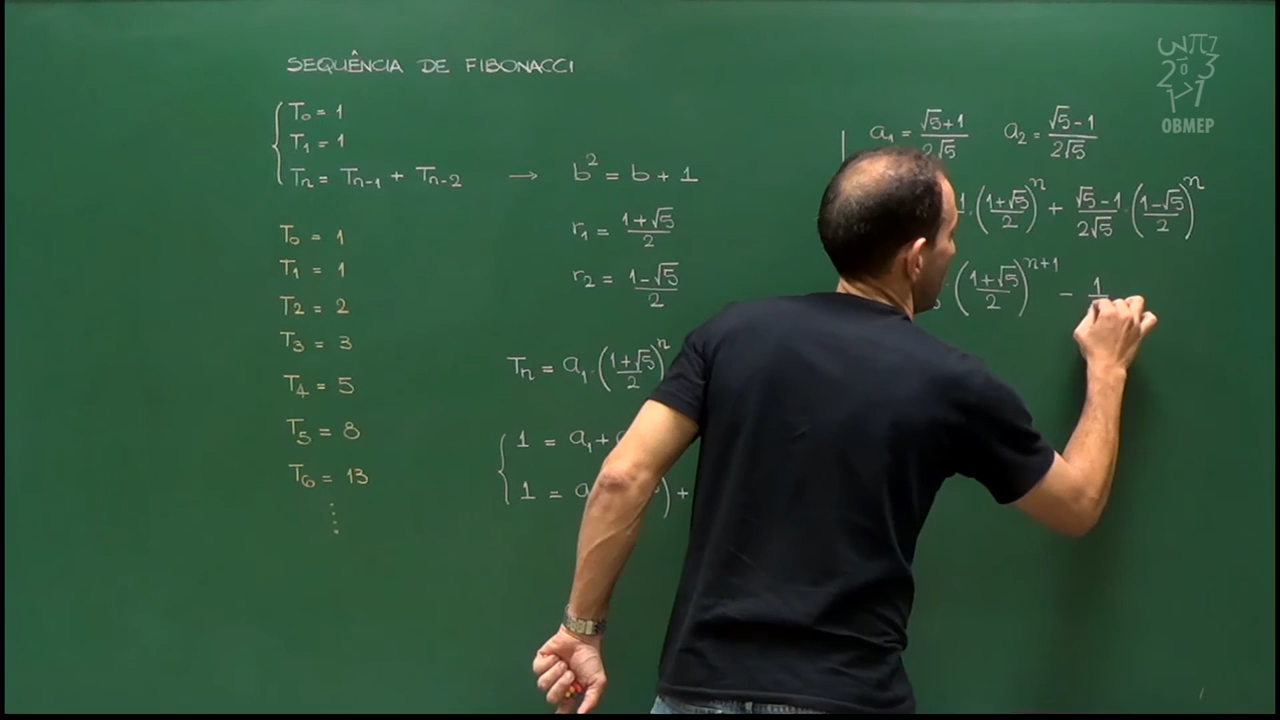 SEQUÊNCIA DE FIBONACCI
T₀ = 1
T₁ = 1
Tₙ = Tₙ₋₁ + Tₙ₋₂ → b² = b + 1
T₀ = 1
T₁ = 1
T₂ = 2
T₃ = 3
T₄ = 5
T₅ = 8
T₆ = 13
r₁ = (1+√5)/2
r₂ = (1-√5)/2
Tₙ = a₁·((1+√5)/2)ⁿ
1 = a₁+
1 = a
) +
a₁ = (√5+1)/(2√5) a₂ = (√5-1)/(2√5)
1·((1+√5)/2)ⁿ + (√5-1)/(2√5)·((1-√5)/2)ⁿ
·((1+√5)/2)ⁿ⁺¹ - 1
OBMEP